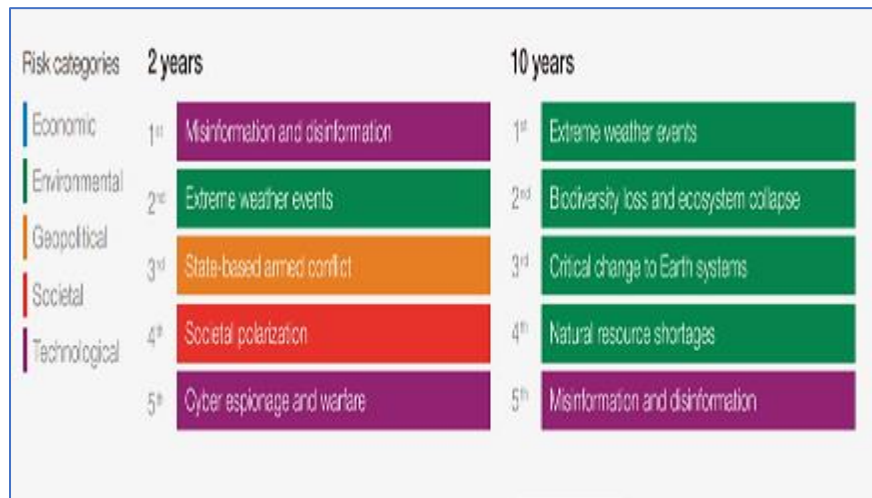 Risk categories
Economic
Environmental
Geopolitical
Societal
Technological
2 years
1st Misinformation and disinformation
2nd Extreme weather events
3rd State-based armed conflict
4th Societal polarization
5th Cyber espionage and warfare
10 years
1st Extreme weather events
2nd Biodiversity loss and ecosystem collapse
3rd Critical change to Earth systems
4th Natural resource shortages
5th Misinformation and disinformation